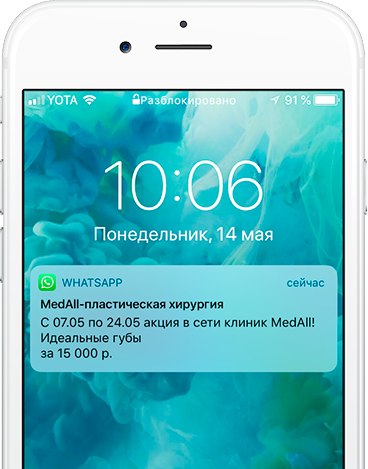 YOTA Разблокировано 91 %
10:06
Понедельник, 14 мая
WHATSAPP сейчас
MedAll-пластическая хирургия
С 07.05 по 24.05 акция в сети клиник MedAll!
Идеальные губы
за 15 000 р.